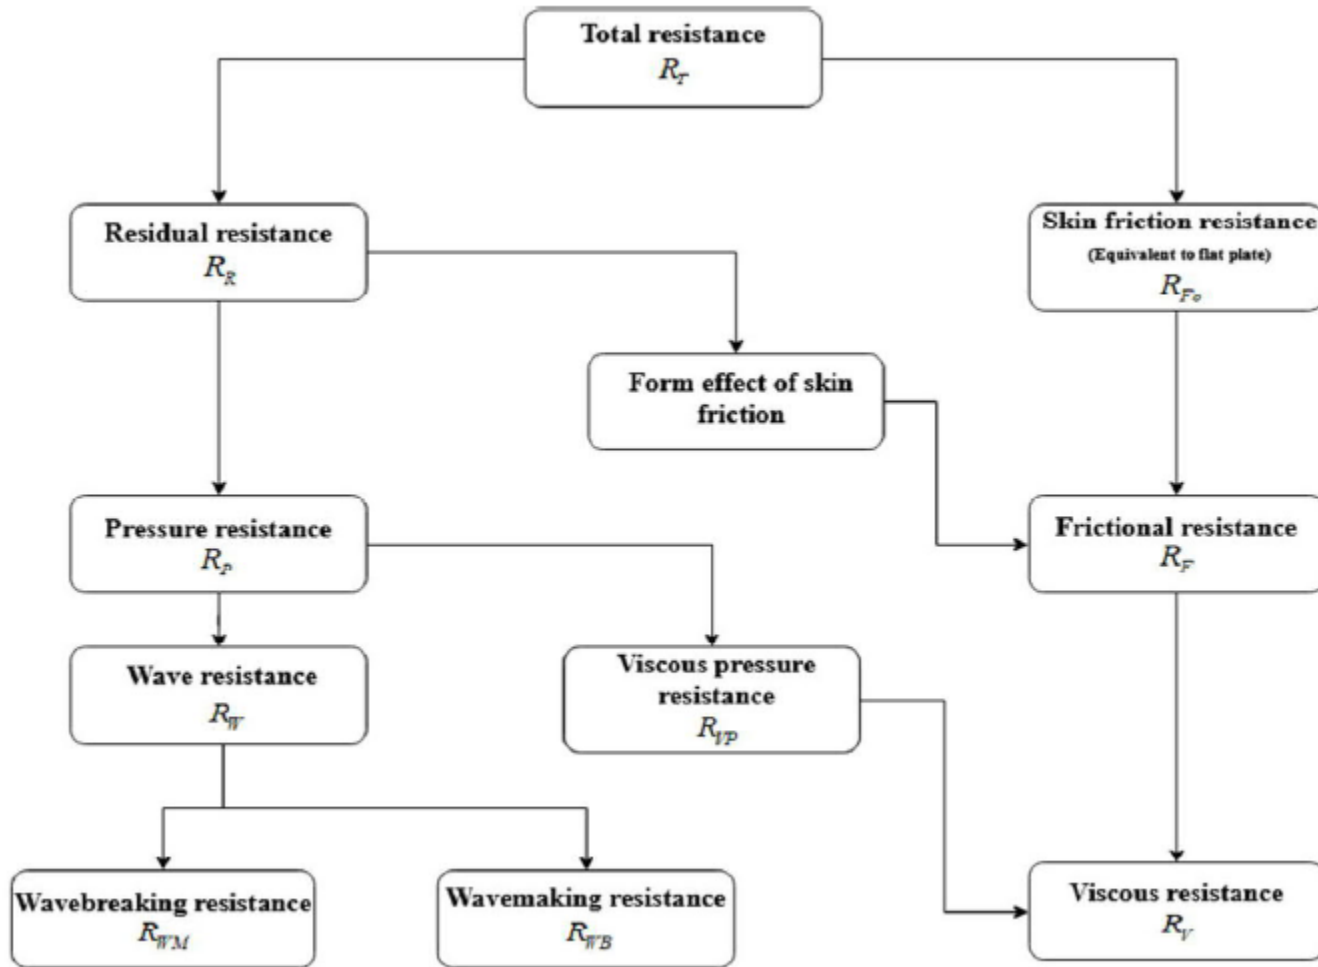 Total resistance
R_T
Residual resistance
R_R
Skin friction resistance
(Equivalent to flat plate)
R_Fo
Form effect of skin
friction
Pressure resistance
R_P
Frictional resistance
R_F
Wave resistance
R_W
Viscous pressure
resistance
R_VP
Wavebreaking resistance
R_WM
Wavemaking resistance
R_WB
Viscous resistance
R_V